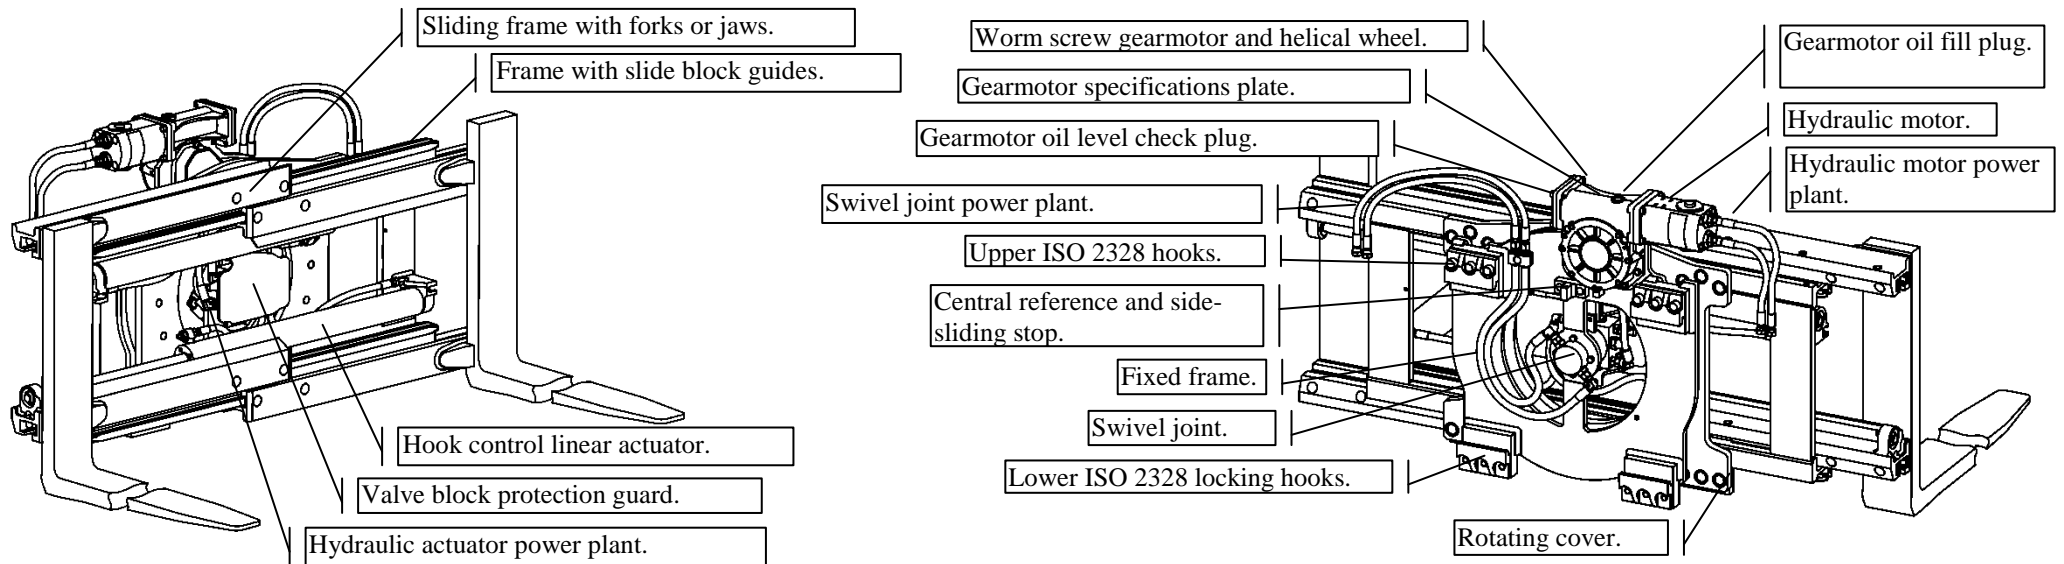 Sliding frame with forks or jaws.
Frame with slide block guides.
Hook control linear actuator.
Valve block protection guard.
Hydraulic actuator power plant.
Worm screw gearmotor and helical wheel.
Gearmotor specifications plate.
Gearmotor oil level check plug.
Swivel joint power plant.
Upper ISO 2328 hooks.
Central reference and side-
sliding stop.
Fixed frame.
Swivel joint.
Lower ISO 2328 locking hooks.
Rotating cover.
Gearmotor oil fill plug.
Hydraulic motor.
Hydraulic motor power
plant.